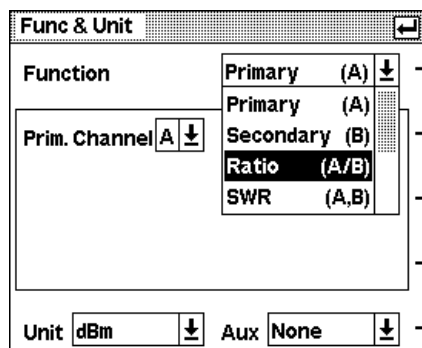 Func & Unit
Function
Primary (A)
Primary (A)
Prim. Channel A
Secondary (B)
Ratio (A/B)
SWR (A,B)
Unit dBm Aux None